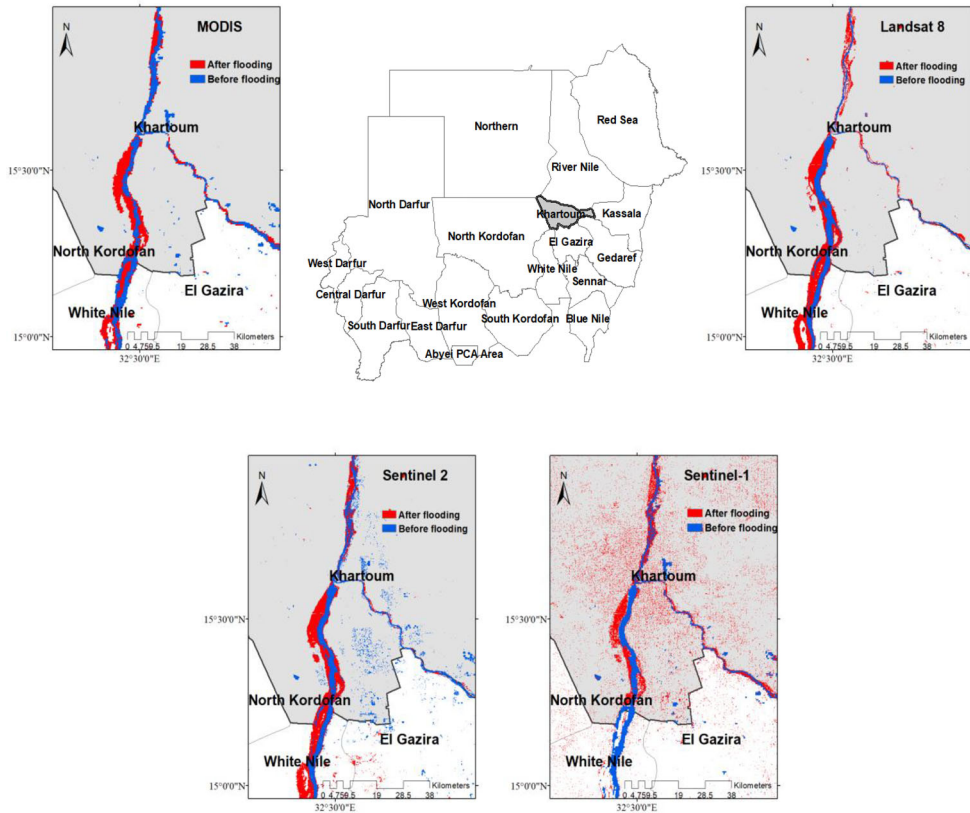 N
MODIS
After flooding
Before flooding
Khartoum
15°30'0"N
North Kordofan
El Gazira
White Nile
15°0'0"N
Kilometers
0 4,759.5 19 28.5 38
32°30'0"E
Northern
Red Sea
River Nile
North Darfur
Khartoum
Kassala
North Kordofan
El Gazira
West Darfur
White Nile
Gedaref
Sennar
Central Darfur
West Kordofan
South Darfur
East Darfur
South Kordofan
Blue Nile
Abyei PCA Area
N
Landsat 8
After flooding
Before flooding
Khartoum
15°30'0"N
North Kordofan
El Gazira
White Nile
15°0'0"N
Kilometers
0 4,759.5 19 28.5 38
32°30'0"E
N
Sentinel 2
After flooding
Before flooding
Khartoum
15°30'0"N
North Kordofan
El Gazira
White Nile
15°0'0"N
Kilometers
0 4,759.5 19 28.5 38
32°30'0"E
N
Sentinel-1
After flooding
Before flooding
Khartoum
15°30'0"N
North Kordofan
El Gazira
White Nile
15°0'0"N
Kilometers
0 4,759.5 19 28.5 38
32°30'0"E